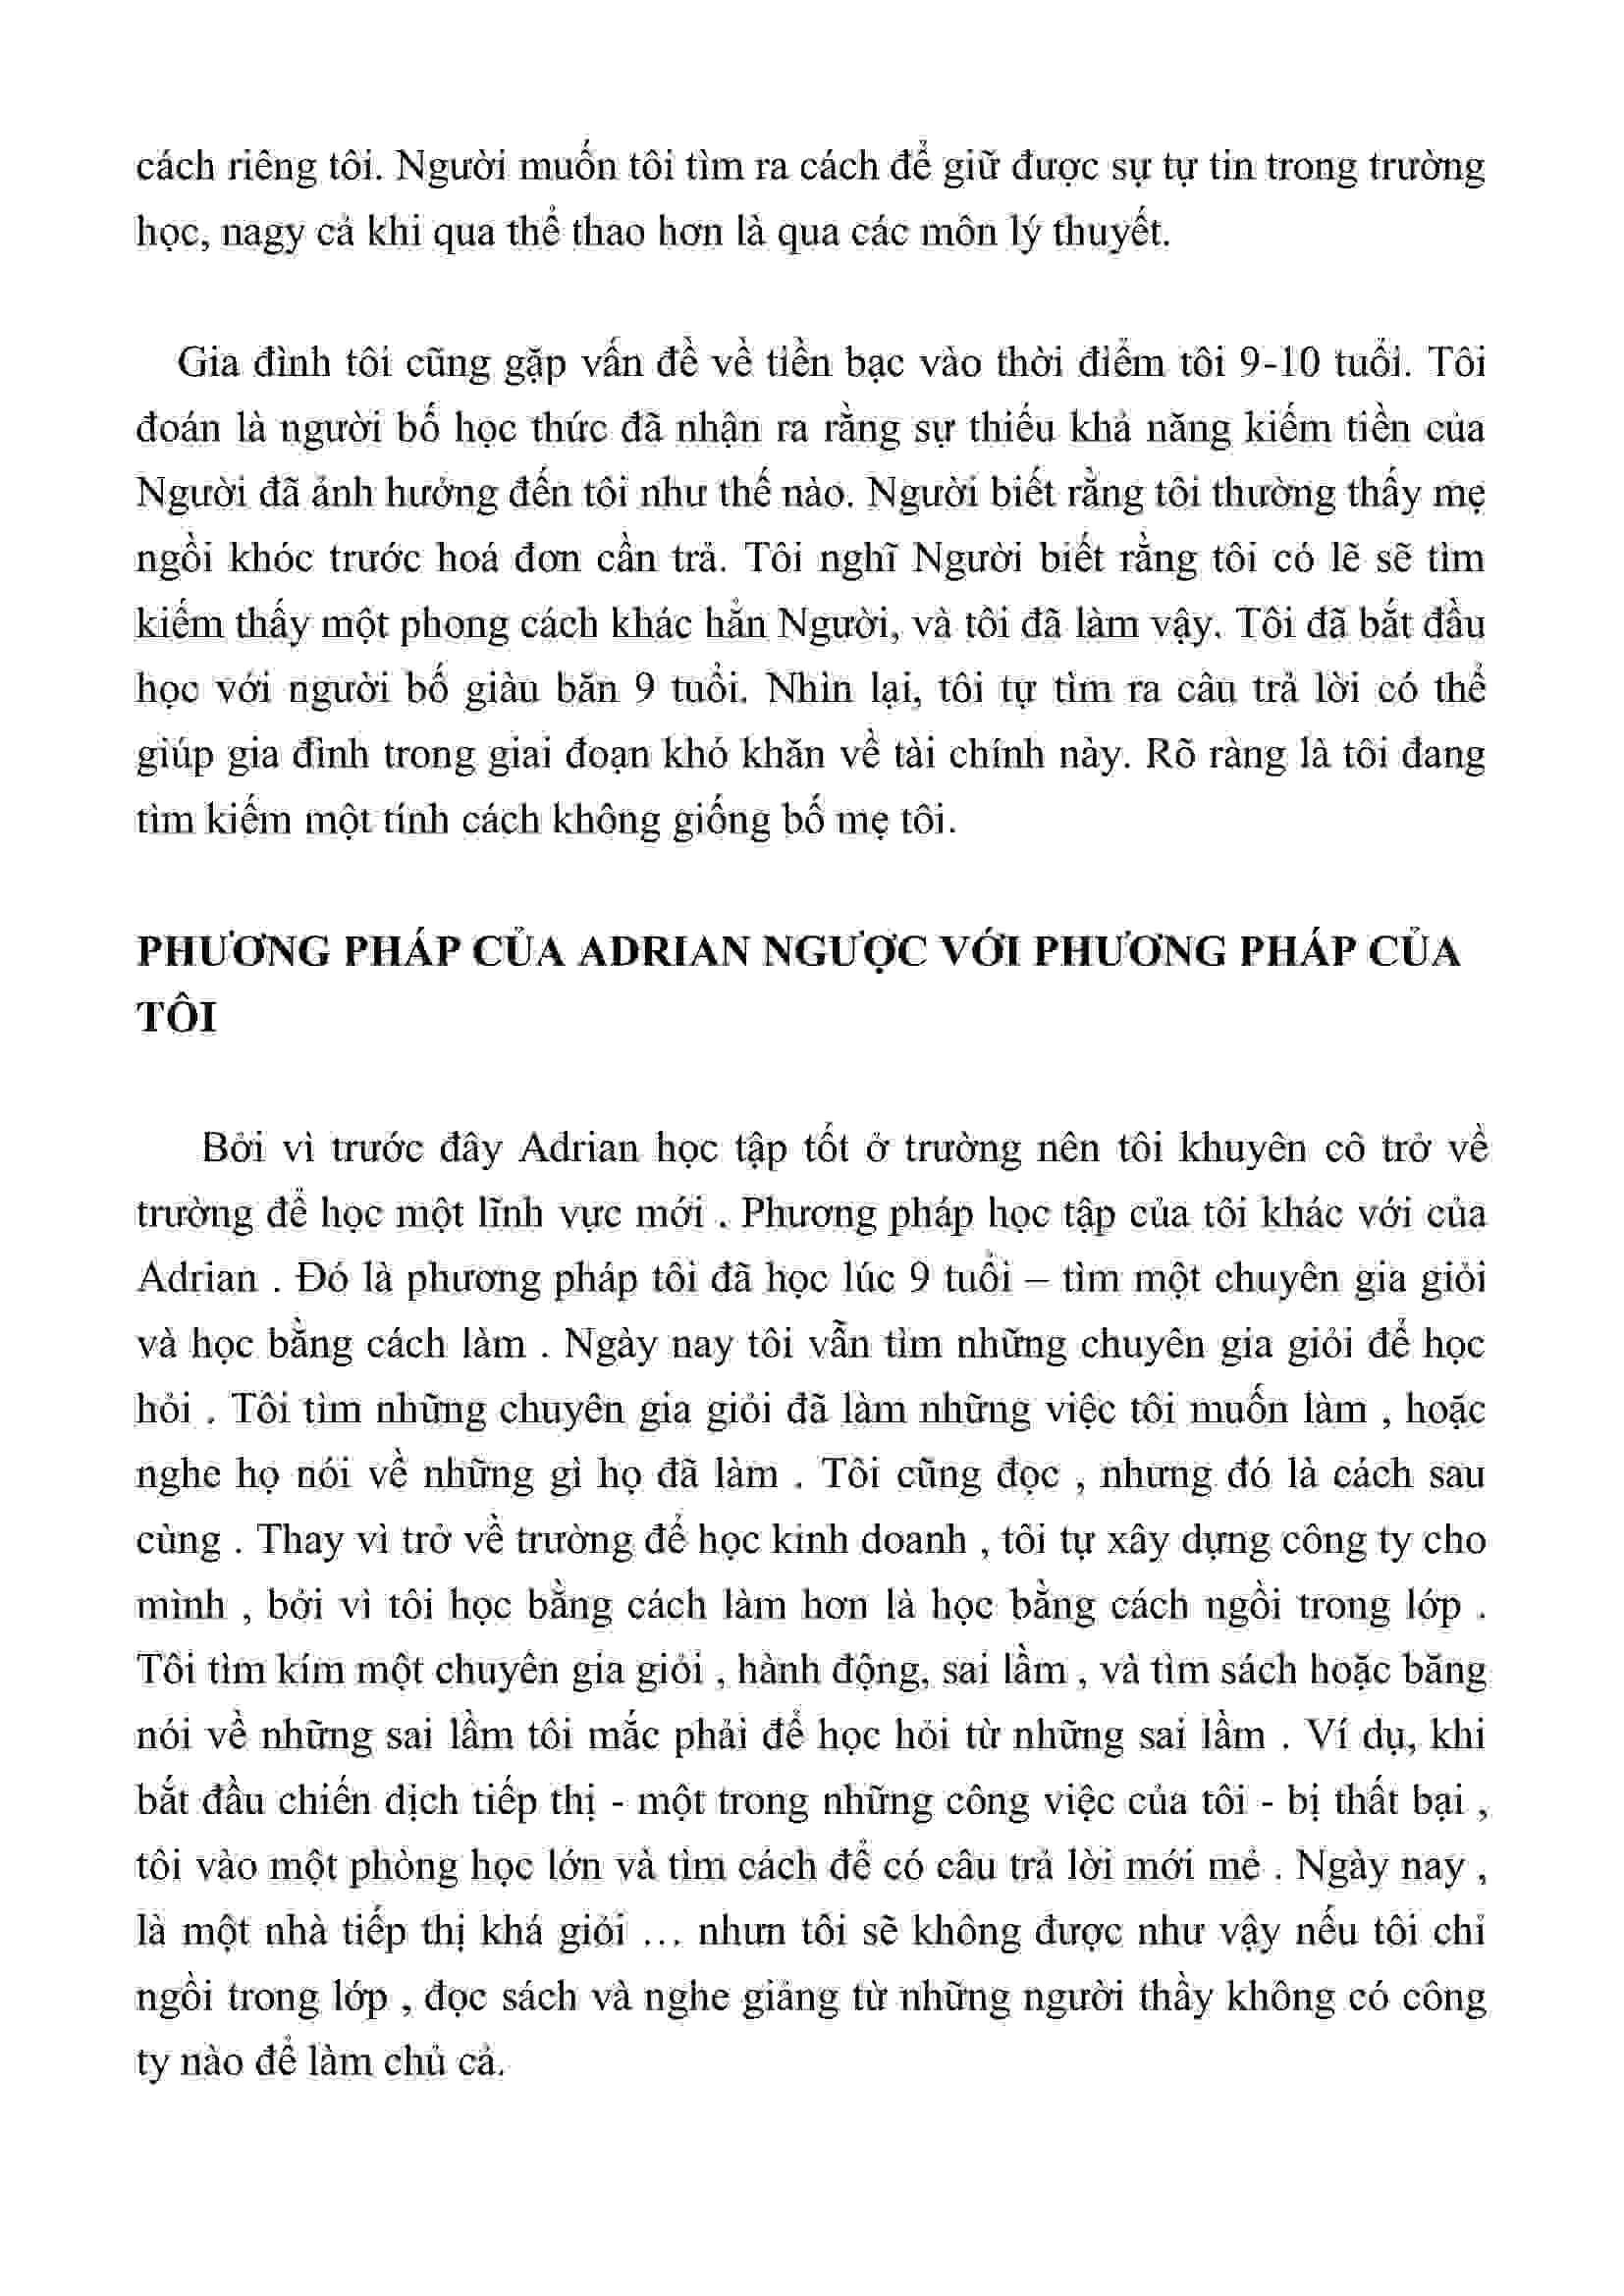 cách riêng tôi. Người muốn tôi tìm ra cách để giữ được sự tự tin trong trường
học, nagy cả khi qua thể thao hơn là qua các môn lý thuyết.
Gia đình tôi cũng gặp vấn đề về tiền bạc vào thời điểm tôi 9-10 tuổi. Tôi
đoán là người bố học thức đã nhận ra rằng sự thiếu khả năng kiếm tiền của
Người đã ảnh hưởng đến tôi như thế nào. Người biết rằng tôi thường thấy mẹ
ngồi khóc trước hoá đơn cần trả. Tôi nghĩ Người biết rằng tôi có lẽ sẽ tìm
kiếm thấy một phong cách khác hẳn Người, và tôi đã làm vậy. Tôi đã bắt đầu
học với người bố giàu băn 9 tuổi. Nhìn lại, tôi tự tìm ra câu trả lời có thể
giúp gia đình trong giai đoạn khó khăn về tài chính này. Rõ ràng là tôi đang
tìm kiếm một tính cách không giống bố mẹ tôi.
PHƯƠNG PHÁP CỦA ADRIAN NGƯỢC VỚI PHƯƠNG PHÁP CỦA
TÔI
Bởi vì trước đây Adrian học tập tốt ở trường nên tôi khuyên cô trở về
trường để học một lĩnh vực mới . Phương pháp học tập của tôi khác với của
Adrian . Đó là phương pháp tôi đã học lúc 9 tuổi – tìm một chuyên gia giỏi
và học bằng cách làm . Ngày nay tôi vẫn tìm những chuyên gia giỏi để học
hỏi . Tôi tìm những chuyên gia giỏi đã làm những việc tôi muốn làm , hoặc
nghe họ nói về những gì họ đã làm . Tôi cũng đọc , nhưng đó là cách sau
cùng . Thay vì trở về trường để học kinh doanh , tôi tự xây dựng công ty cho
mình , bởi vì tôi học bằng cách làm hơn là học bằng cách ngồi trong lớp .
Tôi tìm kím một chuyên gia giỏi , hành động, sai lầm , và tìm sách hoặc băng
nói về những sai lầm tôi mắc phải để học hỏi từ những sai lầm . Ví dụ, khi
bắt đầu chiến dịch tiếp thị - một trong những công việc của tôi - bị thất bại ,
tôi vào một phòng học lớn và tìm cách để có câu trả lời mới mẻ . Ngày nay ,
là một nhà tiếp thị khá giỏi … nhưn tôi sẽ không được như vậy nếu tôi chỉ
ngồi trong lớp , đọc sách và nghe giảng từ những người thầy không có công
ty nào để làm chủ cả.